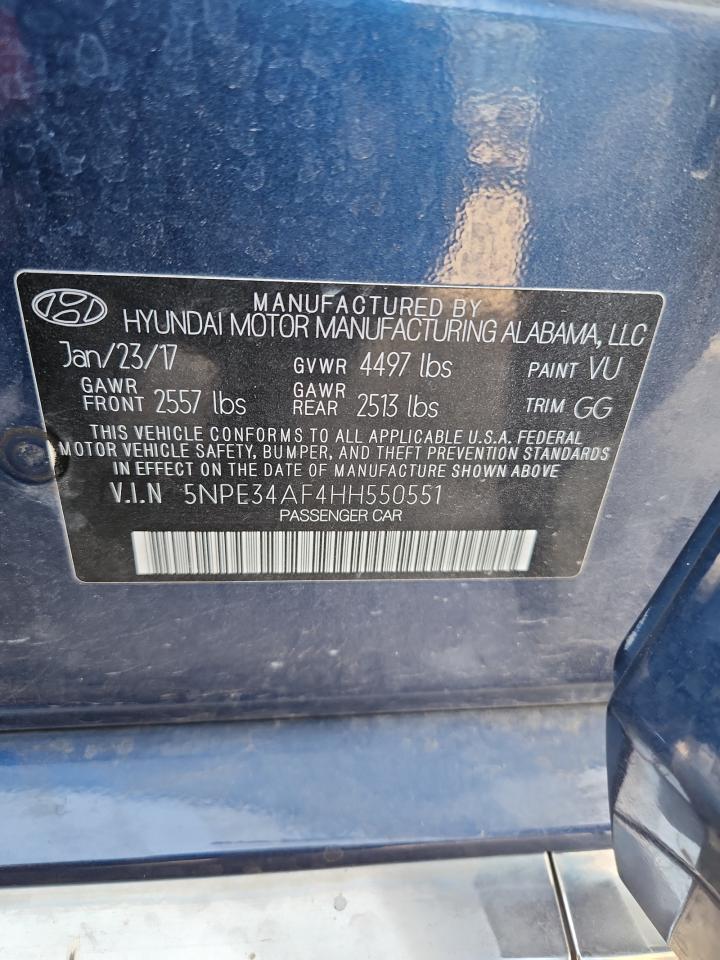 MANUFACTURED BY
HYUNDAI MOTOR MANUFACTURING ALABAMA, LLC
Jan/23/17 GVWR 4497 lbs PAINT VU
GAWR FRONT 2557 lbs GAWR REAR 2513 lbs TRIM GG
THIS VEHICLE CONFORMS TO ALL APPLICABLE U.S.A. FEDERAL
MOTOR VEHICLE SAFETY, BUMPER, AND THEFT PREVENTION STANDARDS
IN EFFECT ON THE DATE OF MANUFACTURE SHOWN ABOVE
V.I.N 5NPE34AF4HH550551
PASSENGER CAR